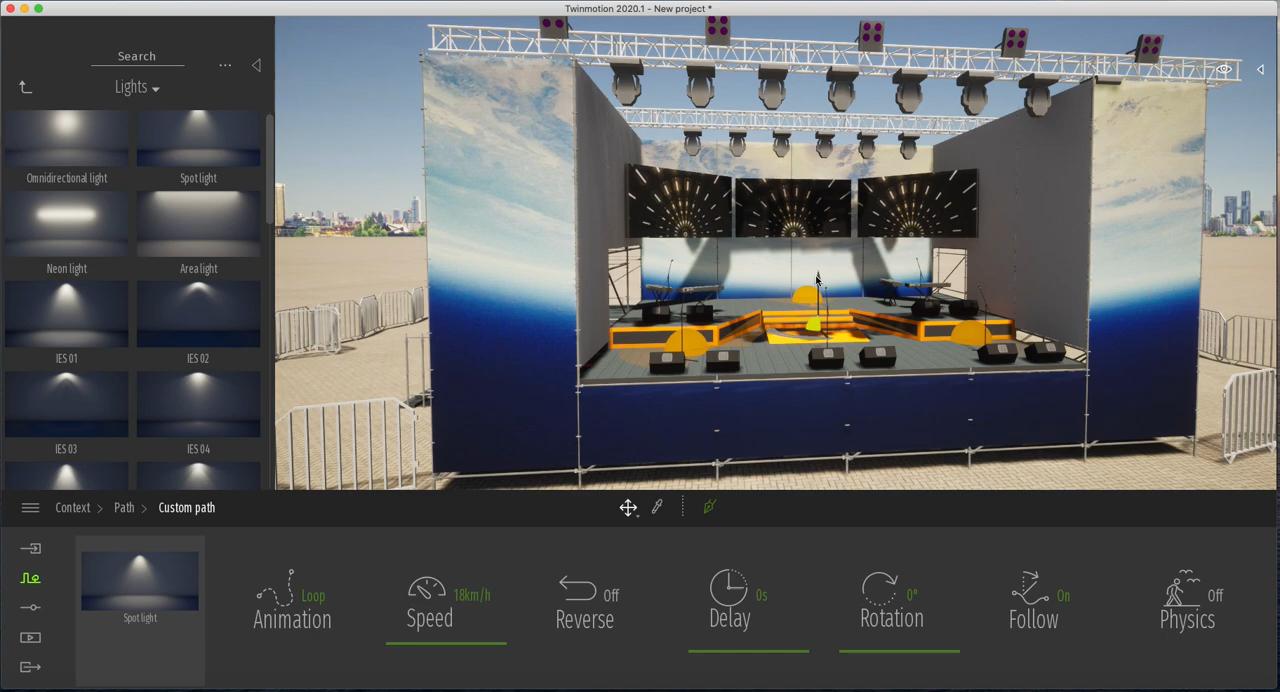 Twinmotion 2020.1 - New project *
Search
...
Lights
Omnidirectional light
Spot light
Neon light
Area light
IES 01
IES 02
IES 03
IES 04
Context > Path > Custom path
Spot light
Loop
Animation
18km/h
Speed
Off
Reverse
0s
Delay
0°
Rotation
On
Follow
Off
Physics